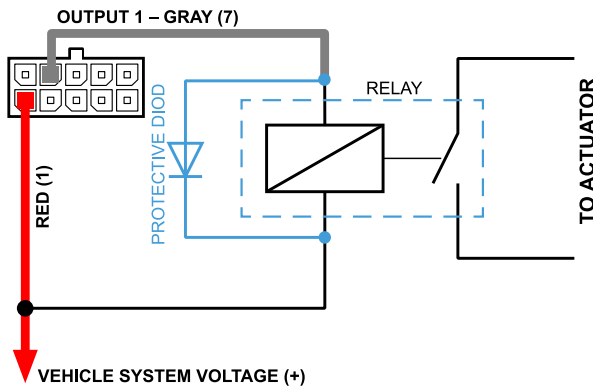 OUTPUT 1 – GRAY (7)
RELAY
PROTECTIVE DIOD
RED (1)
TO ACTUATOR
VEHICLE SYSTEM VOLTAGE (+)